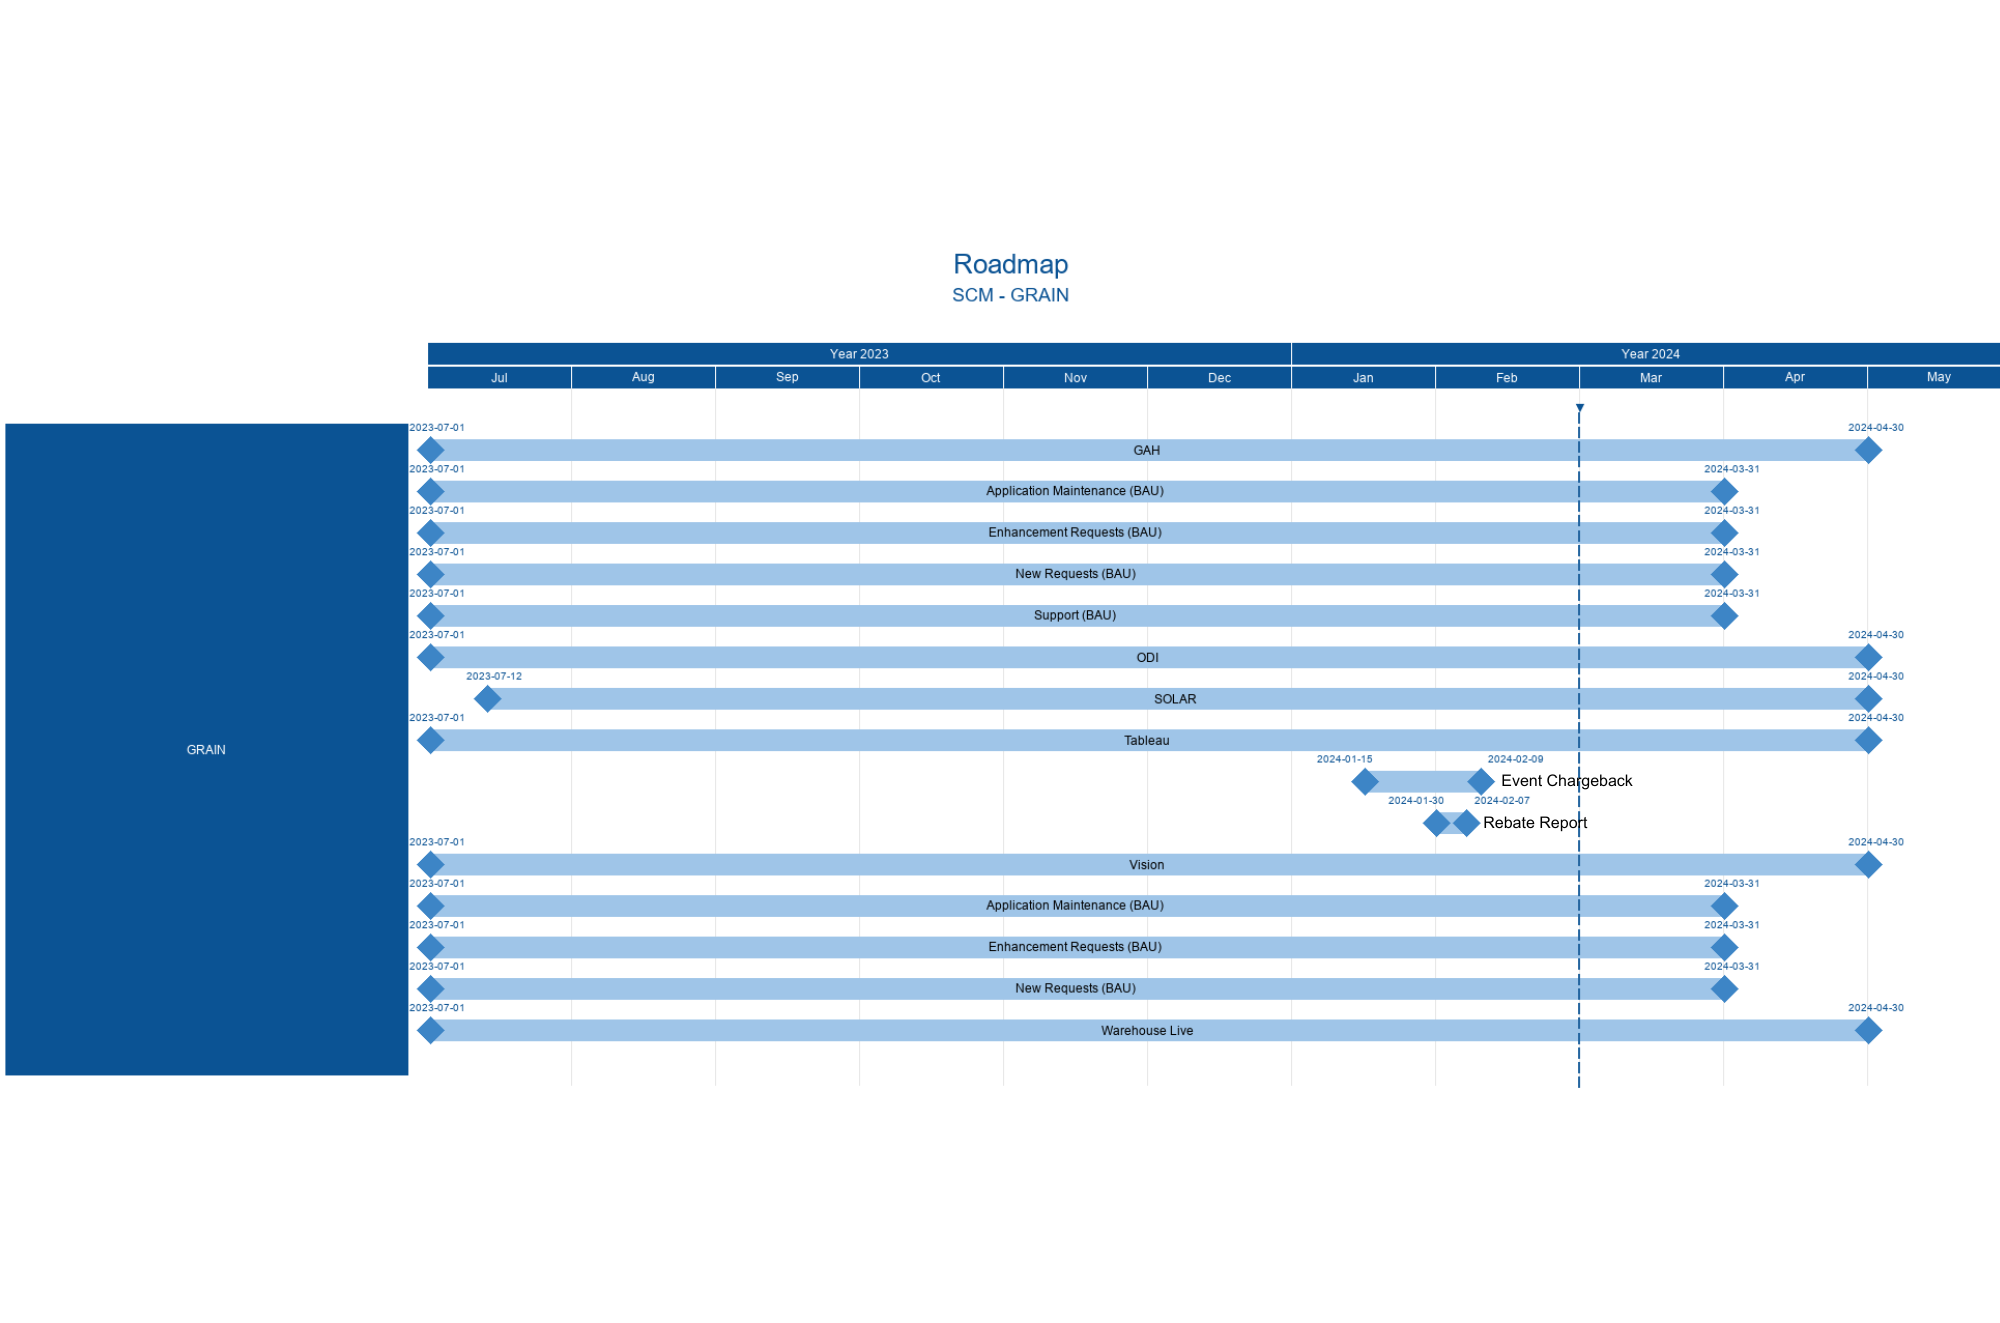 Roadmap
SCM - GRAIN
Year 2023 Year 2024
Jul Aug Sep Oct Nov Dec Jan Feb Mar Apr May
GRAIN
2023-07-01 2024-04-30
GAH
2023-07-01 2024-03-31
Application Maintenance (BAU)
2023-07-01 2024-03-31
Enhancement Requests (BAU)
2023-07-01 2024-03-31
New Requests (BAU)
2023-07-01 2024-03-31
Support (BAU)
2023-07-01 2024-04-30
ODI
2023-07-12 2024-04-30
SOLAR
2023-07-01 2024-04-30
Tableau
2024-01-15 2024-02-09
Event Chargeback
2024-01-30 2024-02-07
Rebate Report
2023-07-01 2024-04-30
Vision
2023-07-01 2024-03-31
Application Maintenance (BAU)
2023-07-01 2024-03-31
Enhancement Requests (BAU)
2023-07-01 2024-03-31
New Requests (BAU)
2023-07-01 2024-04-30
Warehouse Live